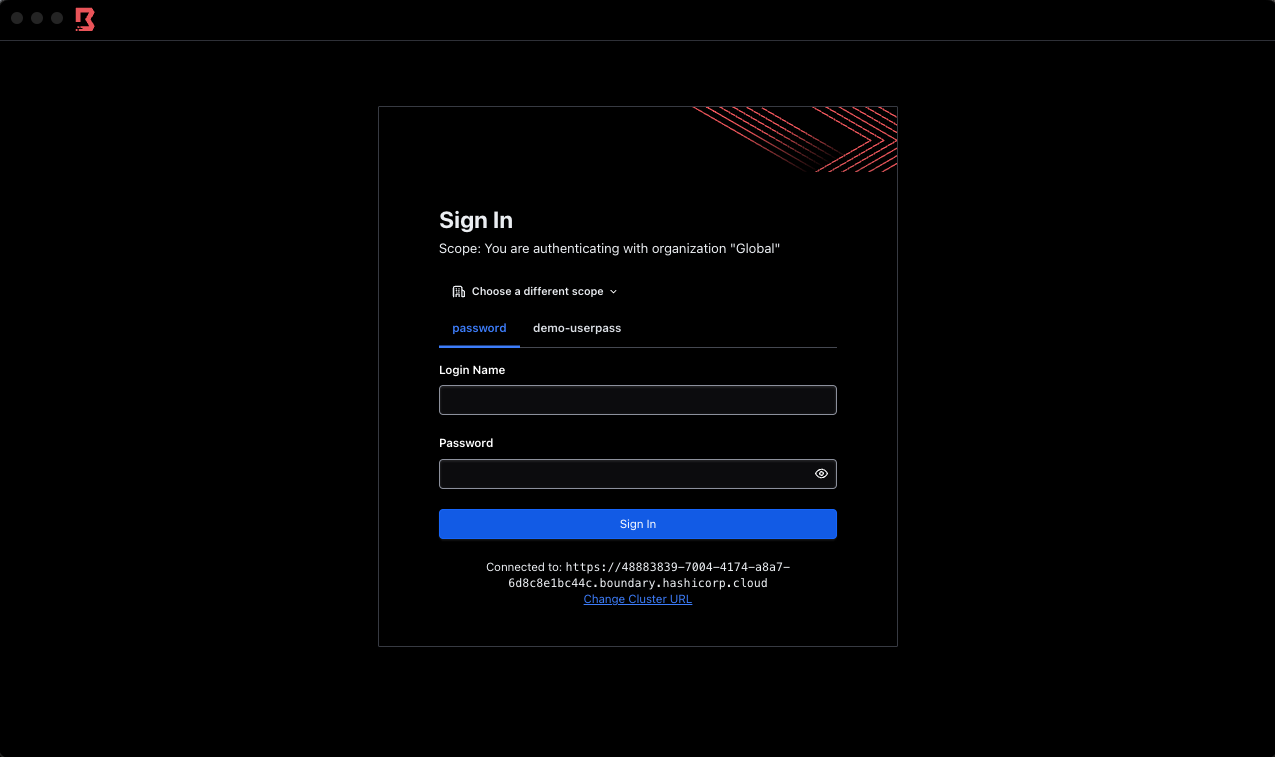 Sign In
Scope: You are authenticating with organization "Global"
Choose a different scope
password demo-userpass
Login Name
Password
Sign In
Connected to: https://48883839-7004-4174-a8a7-
6d8c8e1bc44c.boundary.hashicorp.cloud
Change Cluster URL